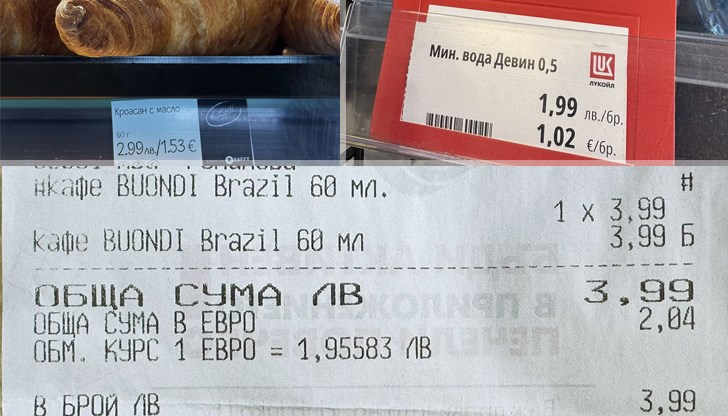 Кроасан с масло
60 г
2.99лв./1.53 €
Мин. вода Девин 0,5
ЛУКОЙЛ
1,99 лв./бр.
1,02 €/бр.
#кафе BUONDI Brazil 60 мл. #
1 x 3,99
кафе BUONDI Brazil 60 мл 3,99 Б
ОБЩА СУМА ЛВ 3,99
ОБЩА СУМА В ЕВРО 2,04
ОБМ. КУРС 1 ЕВРО = 1,95583 ЛВ
В БРОЙ ЛВ 3,99